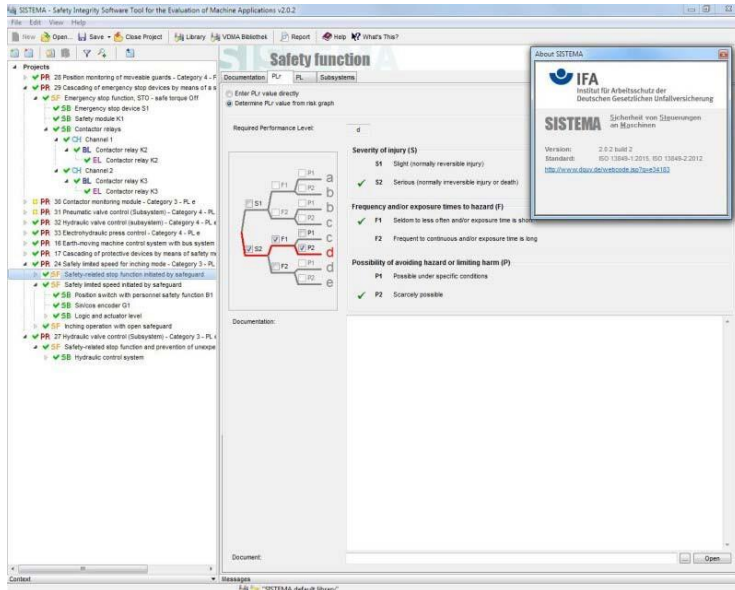 SISTEMA - Safety Integrity Software Tool for the Evaluation of Machine Applications v2.0.2
File Edit View Help
New Open... Save Close Project Library VDMA Bibliothek Report Help What's This?
Projects
PR 28 Position monitoring of moveable guards - Category 4 - P
PR 29 Cascading of emergency stop devices by means of a s
SF Emergency stop function, STO - safe torque Off
SB Emergency stop device S1
SB Safety module K1
SB Contactor relays
CH Channel 1
BL Contactor relay K2
EL Contactor relay K2
CH Channel 2
BL Contactor relay K3
EL Contactor relay K3
PR 30 Contactor monitoring module - Category 3 - PL e
PR 31 Pneumatic valve control (Subsystem) - Category 4 - PL
PR 32 Hydraulic valve control (subsystem) - Category 4 - PL e
PR 33 Electrohydraulic press control - Category 4 - PL e
PR 16 Earth-moving machine control system with bus system
PR 17 Cascading of protective devices by means of safety m
PR 24 Safely limited speed for inching mode - Category 3 - PL
SF Safety-related stop function initiated by safeguard
SF Safely limited speed initiated by safeguard
SB Position switch with personnel safety function B1
SB Sin/cos encoder G1
SB Logic and actuator level
SF Inching operation with open safeguard
PR 27 Hydraulic valve control (Subsystem) - Category 3 - PL e
SF Safety-related stop function and prevention of unexpe
SB Hydraulic control system
Context
Safety function
Documentation PLr PL Subsystems
Enter PLr value directly
Determine PLr value from risk graph
Required Performance Level: d
S1 F1 P1 a
P2 b
F2 P1 b
P2 c
S2 F1 P1 c
P2 d
F2 P1 d
P2 e
Severity of injury (S)
S1 Slight (normally reversible injury)
S2 Serious (normally irreversible injury or death)
Frequency and/or exposure times to hazard (F)
F1 Seldom to less often and/or exposure time is short
F2 Frequent to continuous and/or exposure time is long
Possibility of avoiding hazard or limiting harm (P)
P1 Possible under specific conditions
P2 Scarcely possible
Documentation:
Document:
... Open
Messages
"SISTEMA default library"
About SISTEMA
IFA
Institut für Arbeitsschutz der
Deutschen Gesetzlichen Unfallversicherung
SISTEMA Sicherheit von Steuerungen
an Maschinen
Version: 2.0.2 build 2
Standard: ISO 13849-1:2015, ISO 13849-2:2012
http://www.dguv.de/webcode.jsp?q=e34183